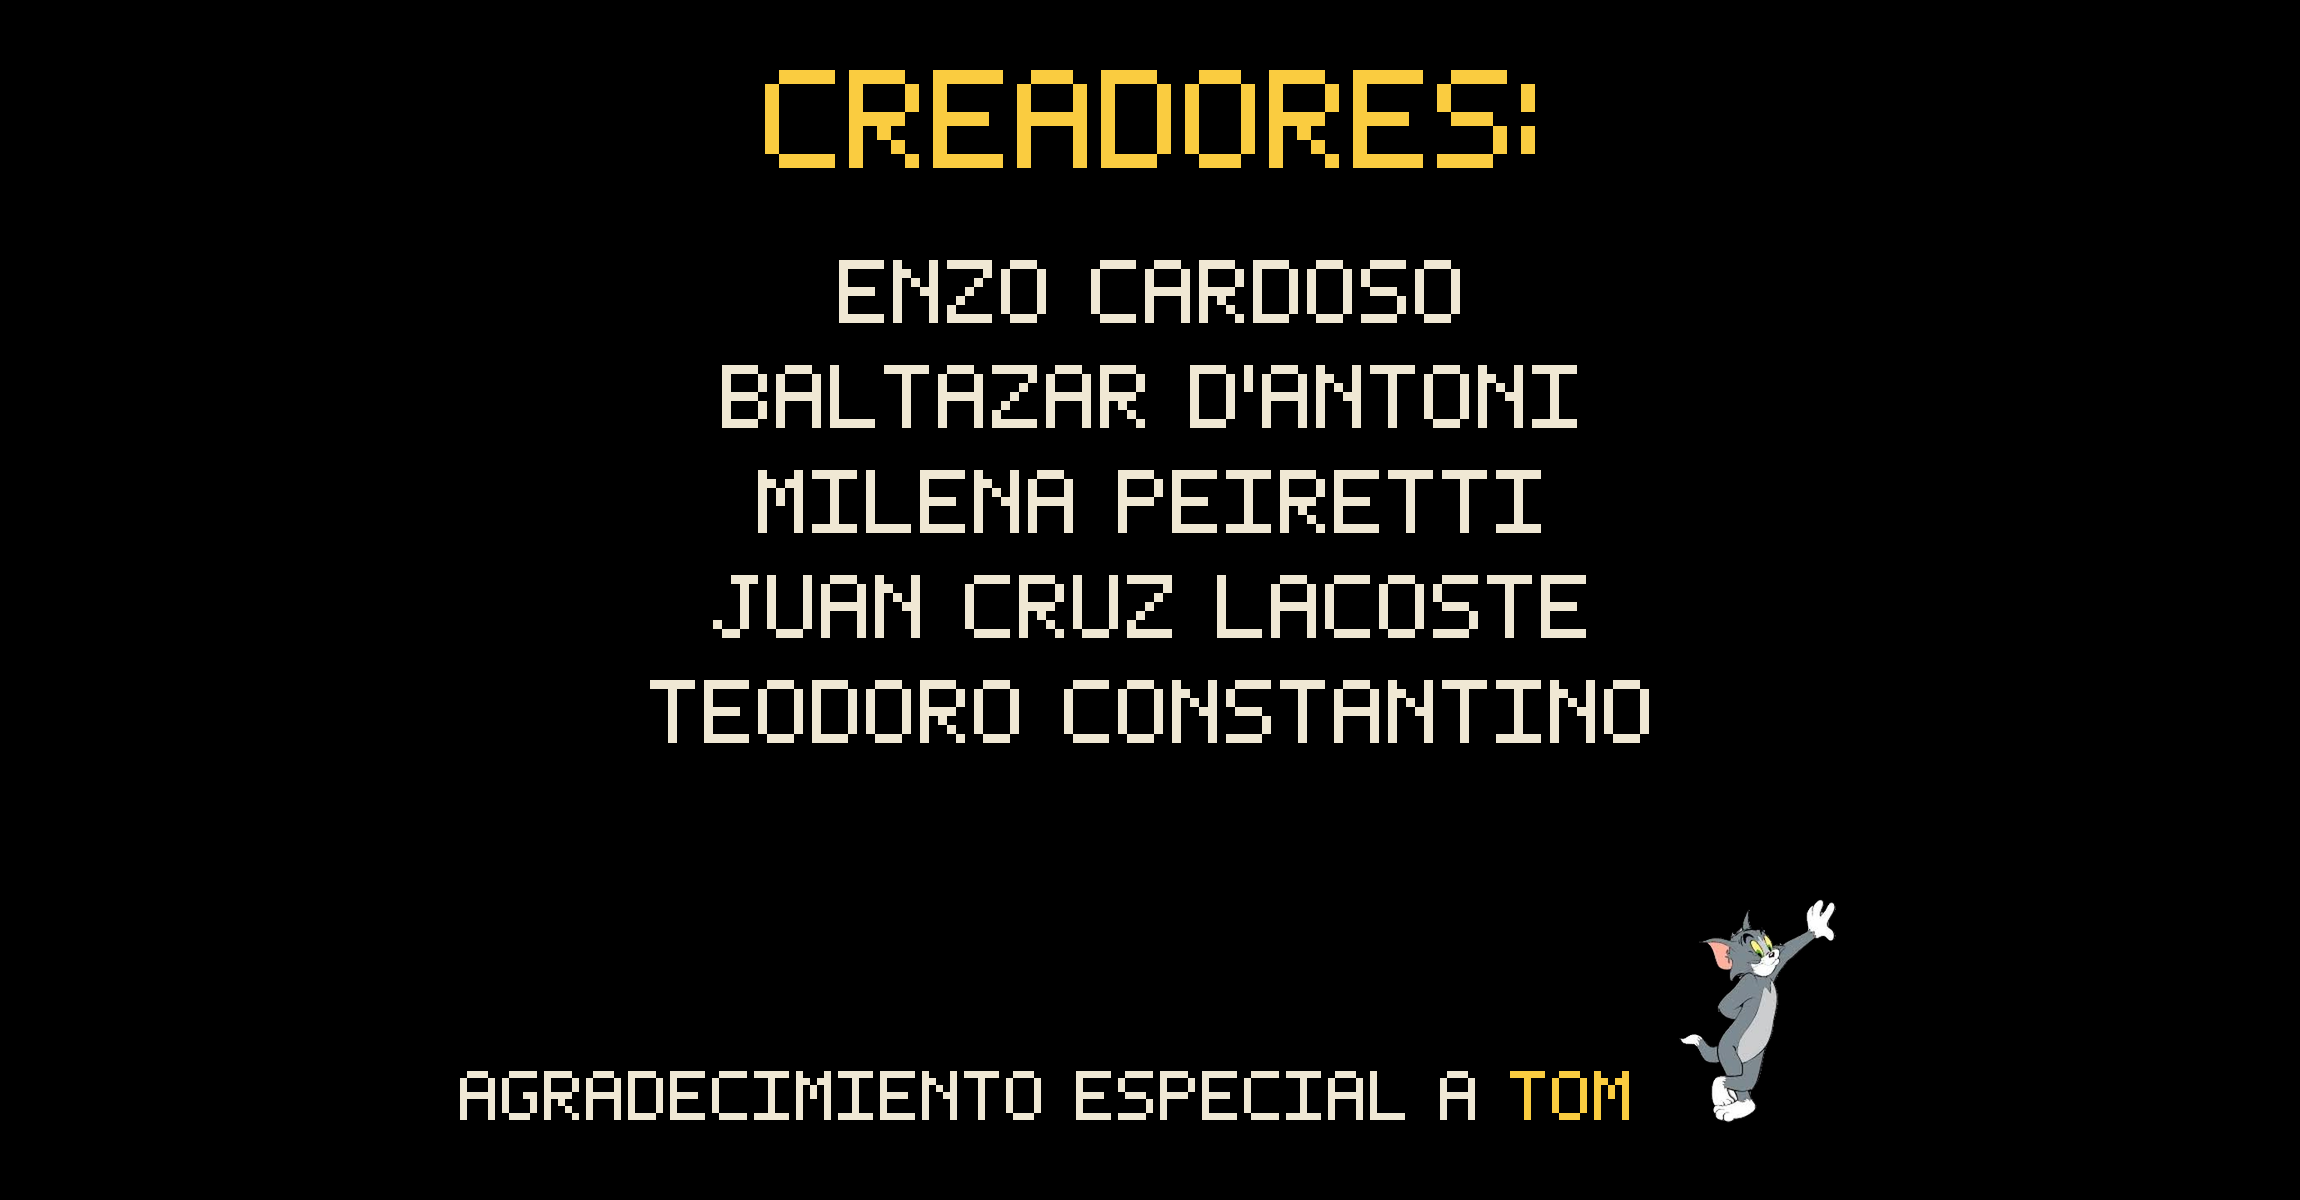 CREADORES:
ENZO CARDOSO
BALTAZAR D'ANTONI
MILENA PEIRETTI
JUAN CRUZ LACOSTE
TEODORO CONSTANTINO
AGRADECIMIENTO ESPECIAL A TOM